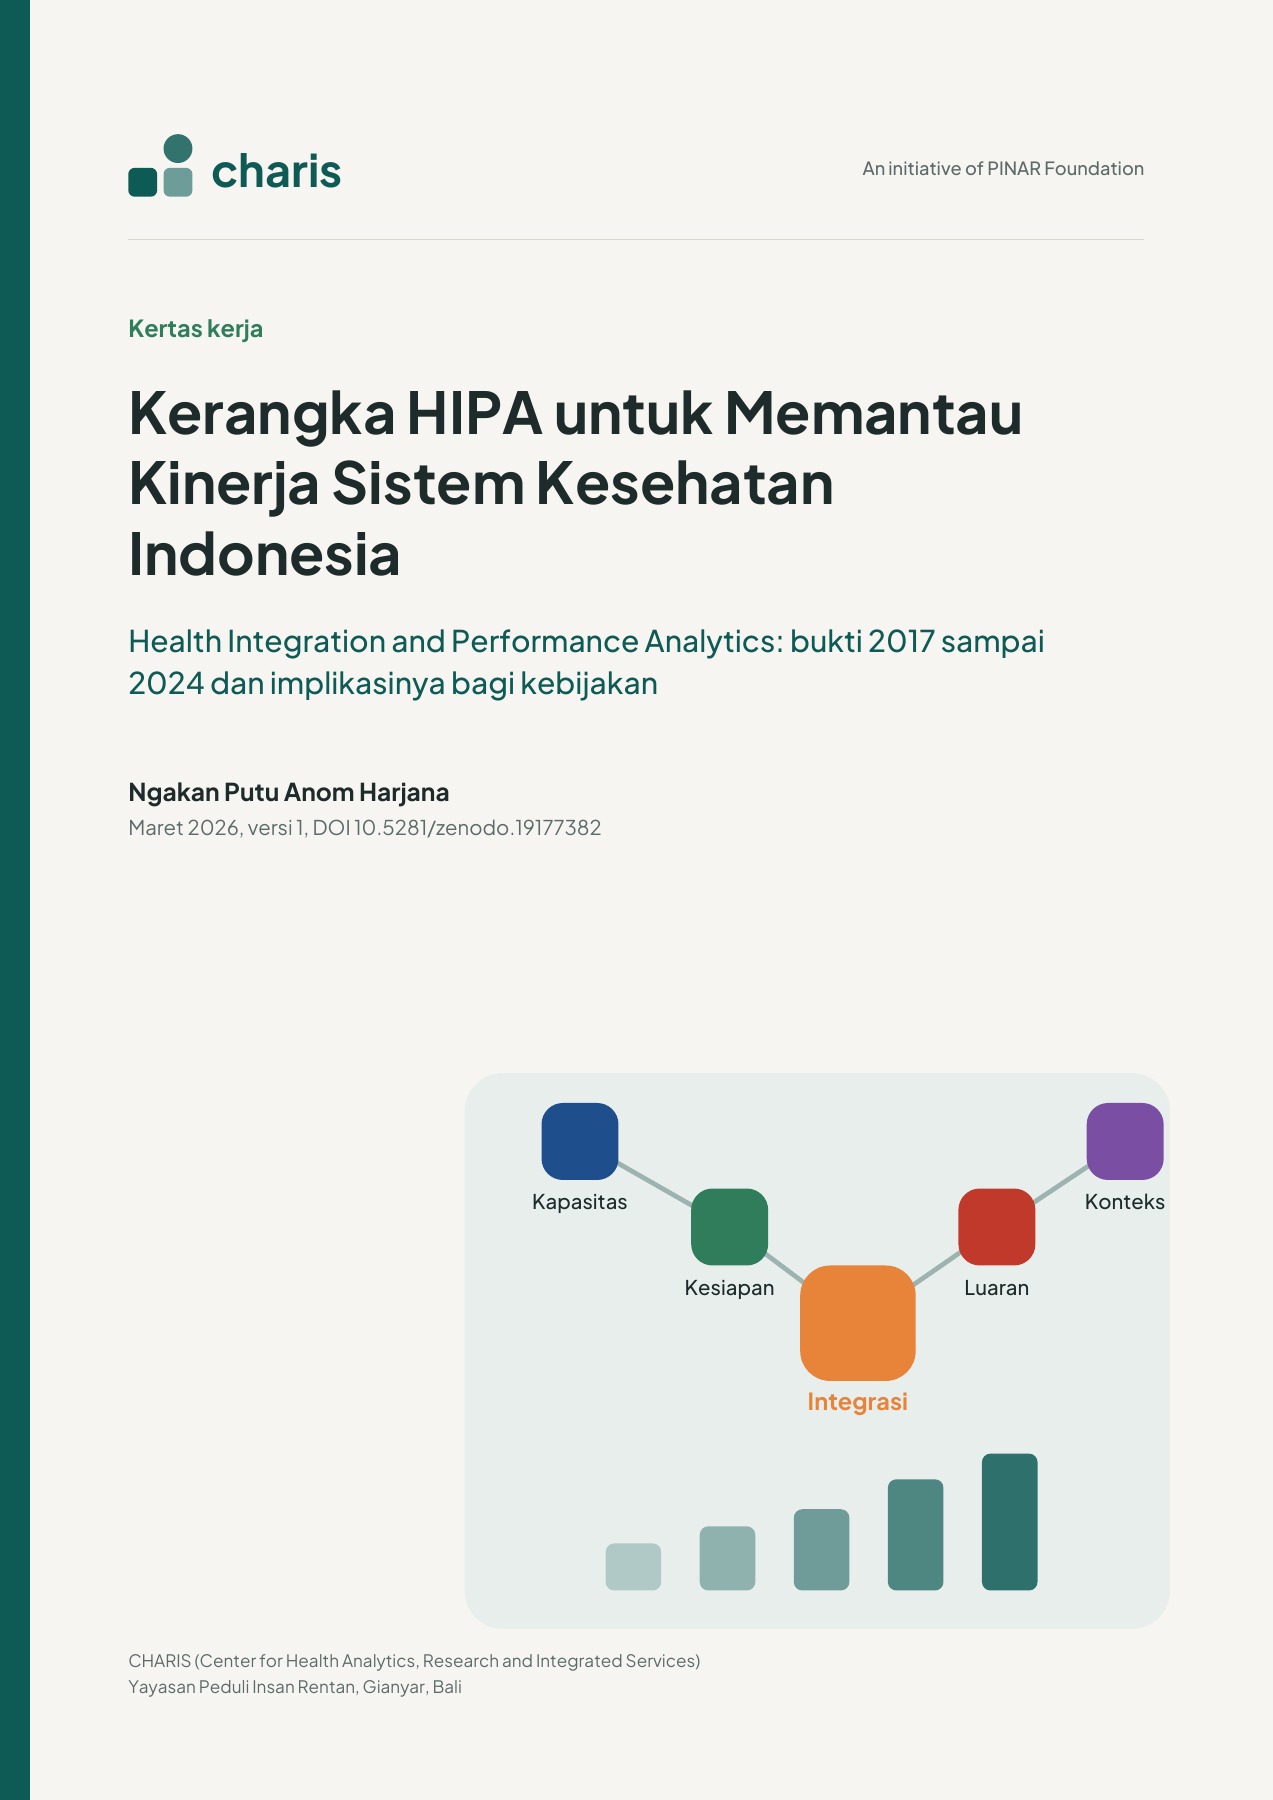 charis
An initiative of PINAR Foundation
Kertas kerja
Kerangka HIPA untuk Memantau
Kinerja Sistem Kesehatan
Indonesia
Health Integration and Performance Analytics: bukti 2017 sampai
2024 dan implikasinya bagi kebijakan
Ngakan Putu Anom Harjana
Maret 2026, versi 1, DOI 10.5281/zenodo.19177382
Kapasitas
Konteks
Kesiapan
Luaran
Integrasi
CHARIS (Center for Health Analytics, Research and Integrated Services)
Yayasan Peduli Insan Rentan, Gianyar, Bali